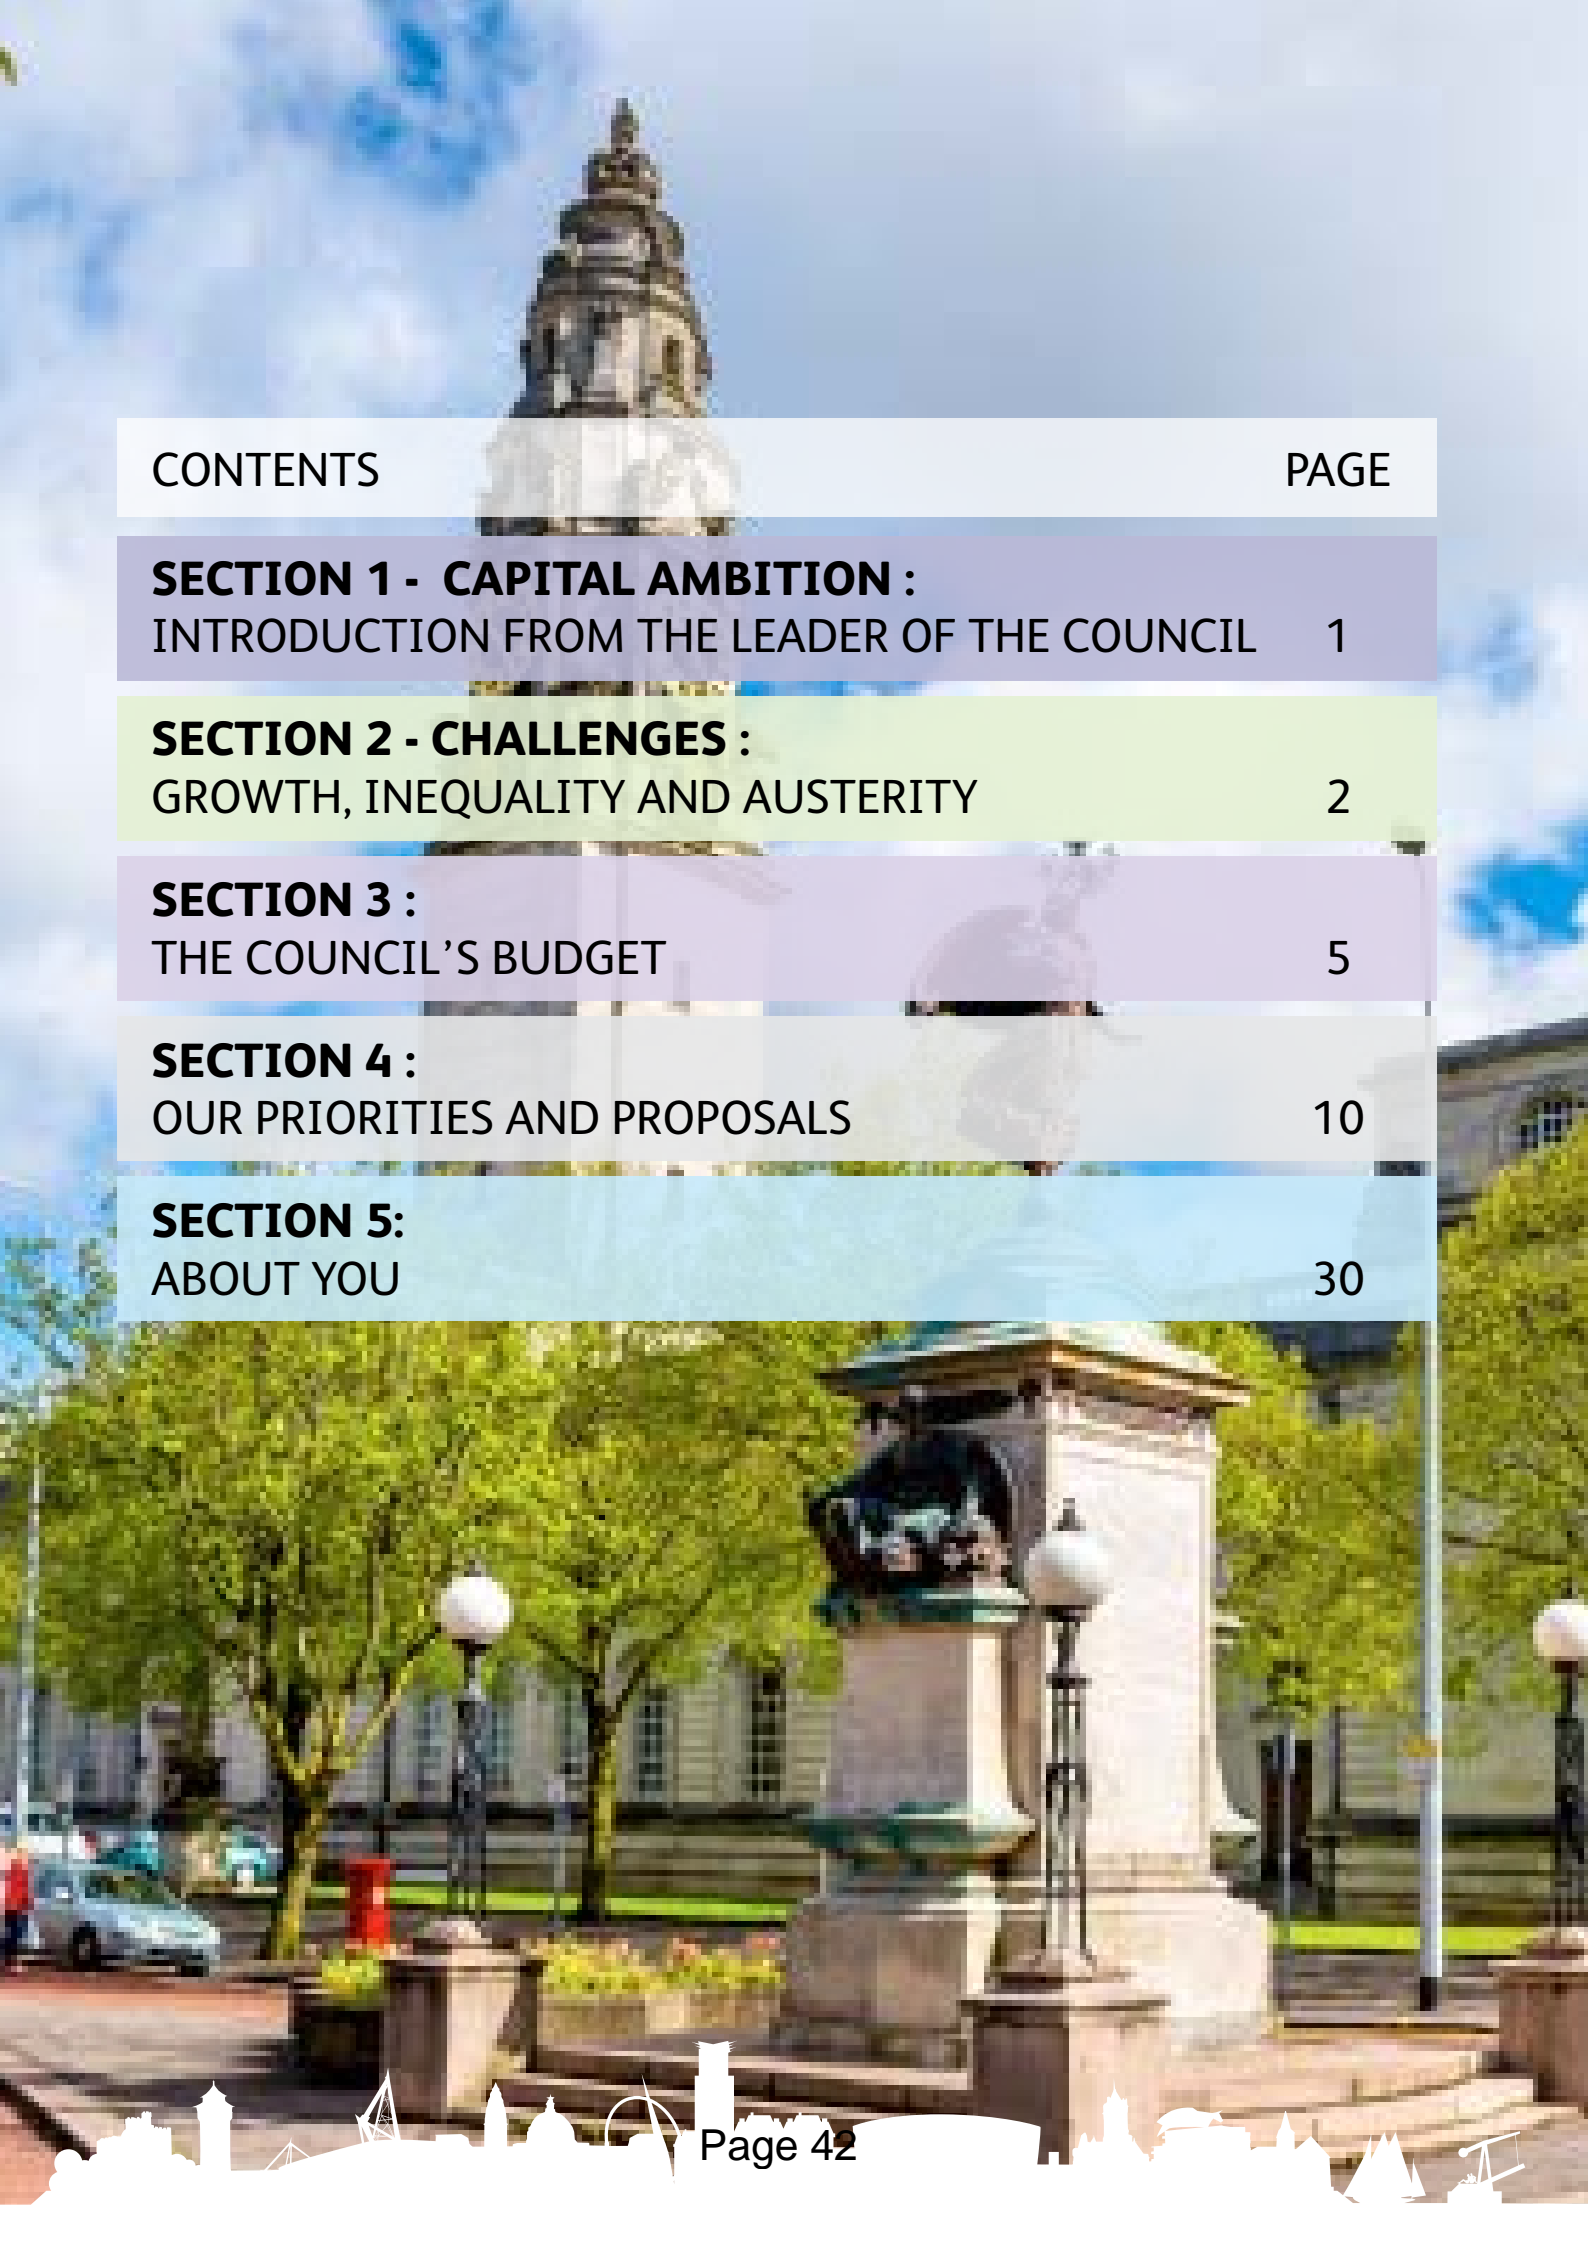 CONTENTS PAGE
SECTION 1 - CAPITAL AMBITION :
INTRODUCTION FROM THE LEADER OF THE COUNCIL 1
SECTION 2 - CHALLENGES :
GROWTH, INEQUALITY AND AUSTERITY 2
SECTION 3 :
THE COUNCIL’S BUDGET 5
SECTION 4 :
OUR PRIORITIES AND PROPOSALS 10
SECTION 5:
ABOUT YOU 30
Page 42